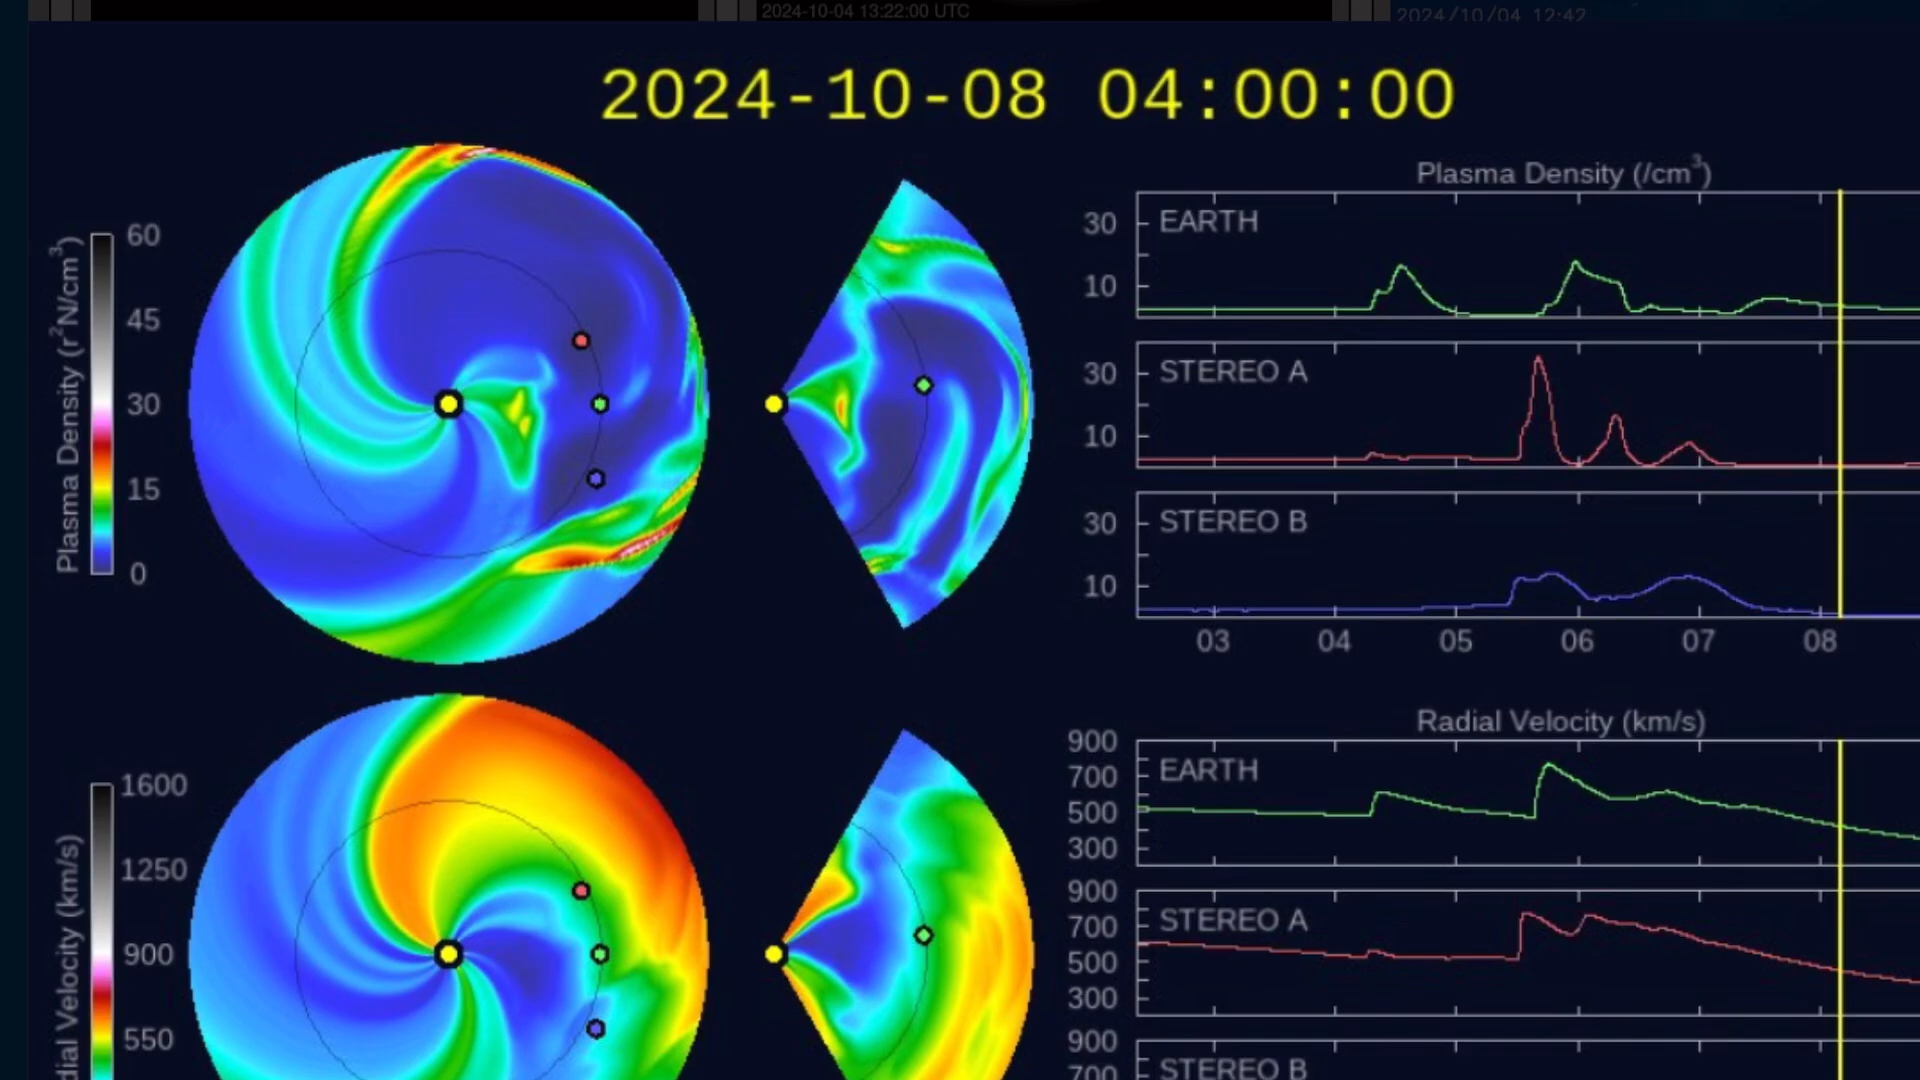 2024-10-04 13:22:00 UTC
2024/10/04 12:42
2024-10-08 04:00:00
Plasma Density (r²N/cm³)
60
45
30
15
0
Plasma Density (/cm³)
EARTH
30
10
STEREO A
30
10
STEREO B
30
10
03 04 05 06 07 08
dial Velocity (km/s)
1600
1250
900
550
Radial Velocity (km/s)
EARTH
900
700
500
300
STEREO A
900
700
500
300
STEREO B
900
700